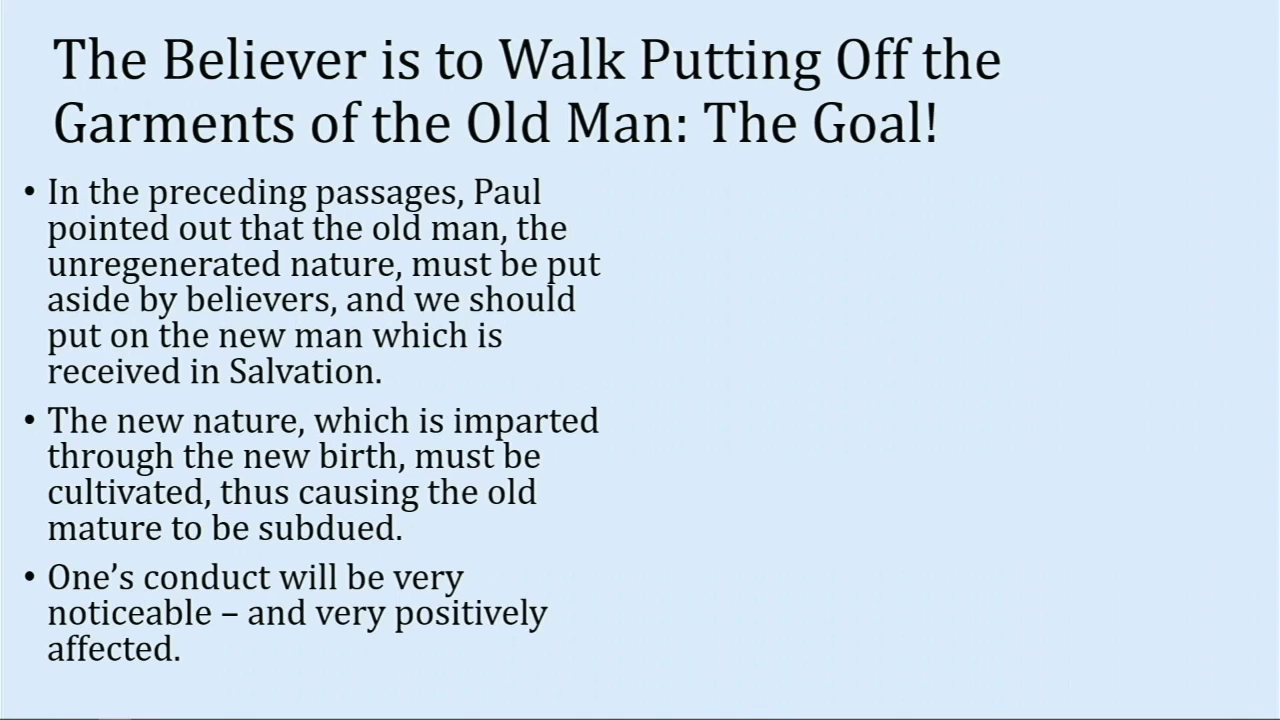 The Believer is to Walk Putting Off the
Garments of the Old Man: The Goal!
• In the preceding passages, Paul
pointed out that the old man, the
unregenerated nature, must be put
aside by believers, and we should
put on the new man which is
received in Salvation.
• The new nature, which is imparted
through the new birth, must be
cultivated, thus causing the old
mature to be subdued.
• One’s conduct will be very
noticeable – and very positively
affected.